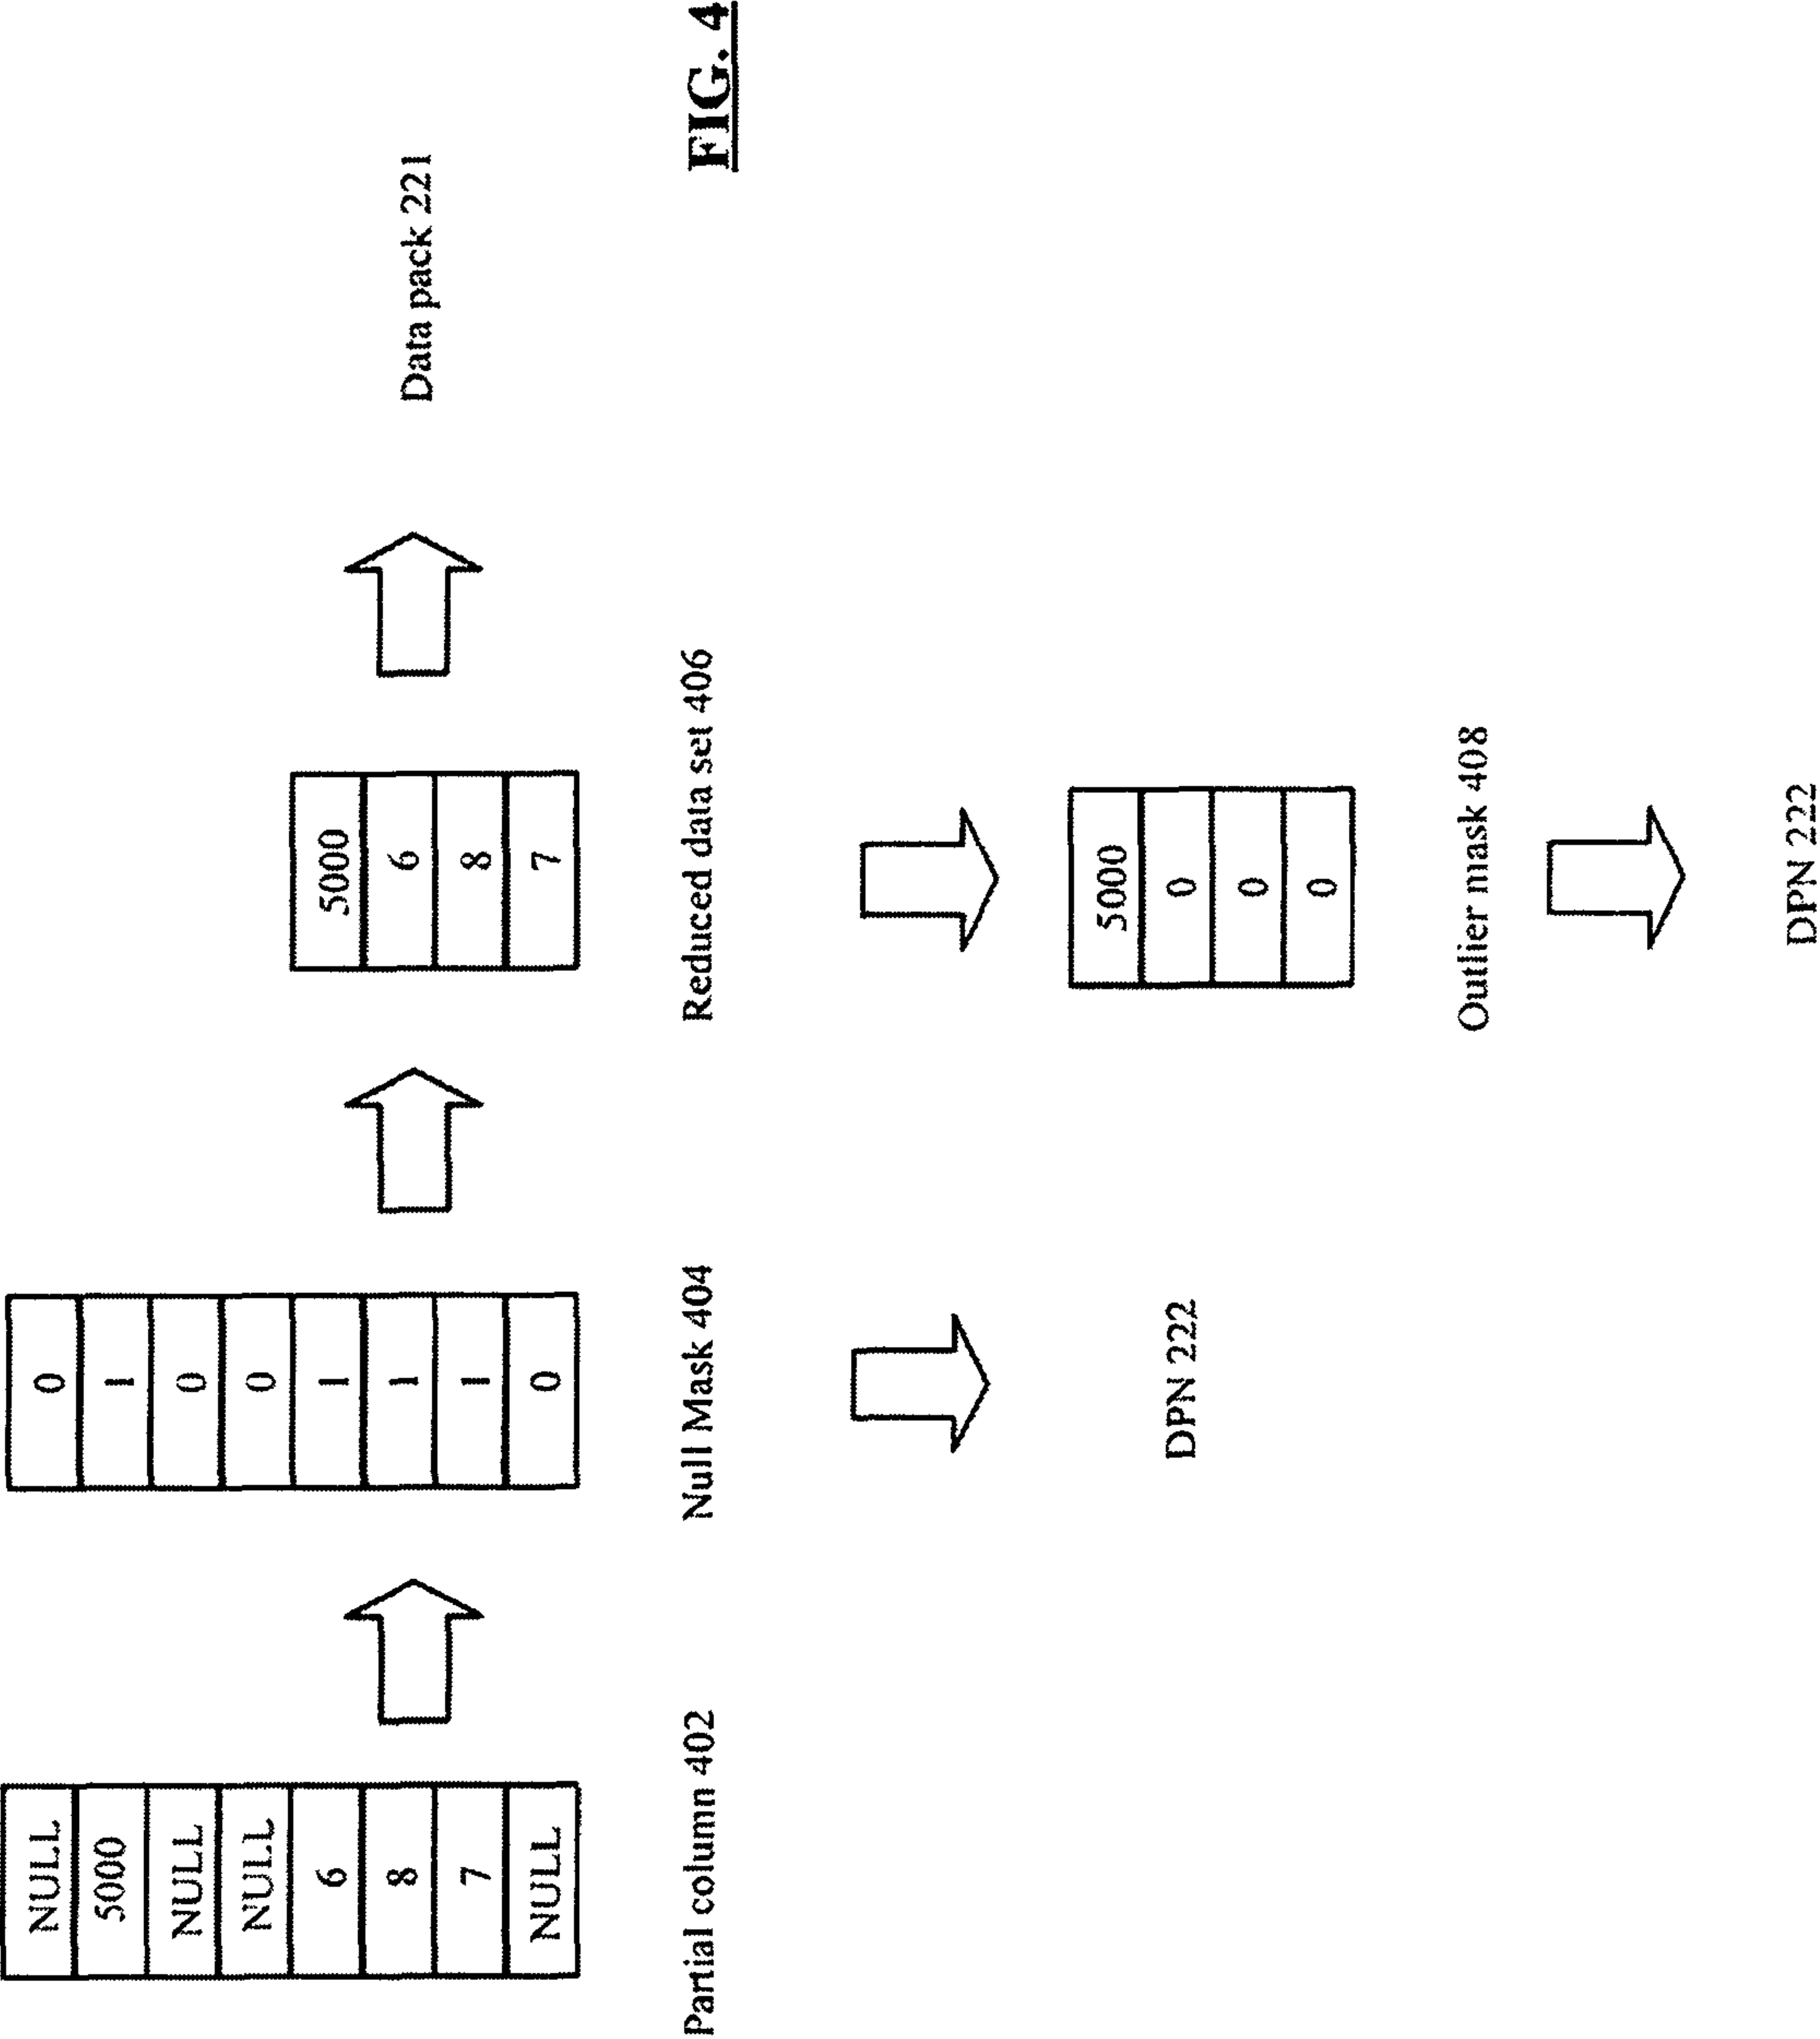 NULL
5000
NULL
NULL
6
8
7
NULL
Partial column 402
0
1
0
0
1
1
1
0
Null Mask 404
DPN 222
5000
6
8
7
Reduced data set 406
Data pack 221
5000
0
0
0
Outlier mask 408
DPN 222
FIG. 4